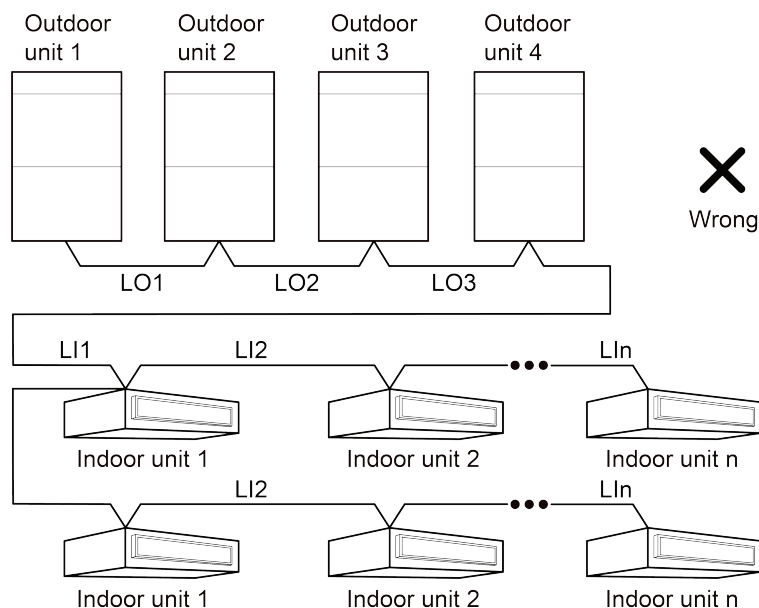 Outdoor unit 1
Outdoor unit 2
Outdoor unit 3
Outdoor unit 4
Wrong
LO1
LO2
LO3
LI1
LI2
LIn
Indoor unit 1
Indoor unit 2
Indoor unit n
LI2
LIn
Indoor unit 1
Indoor unit 2
Indoor unit n